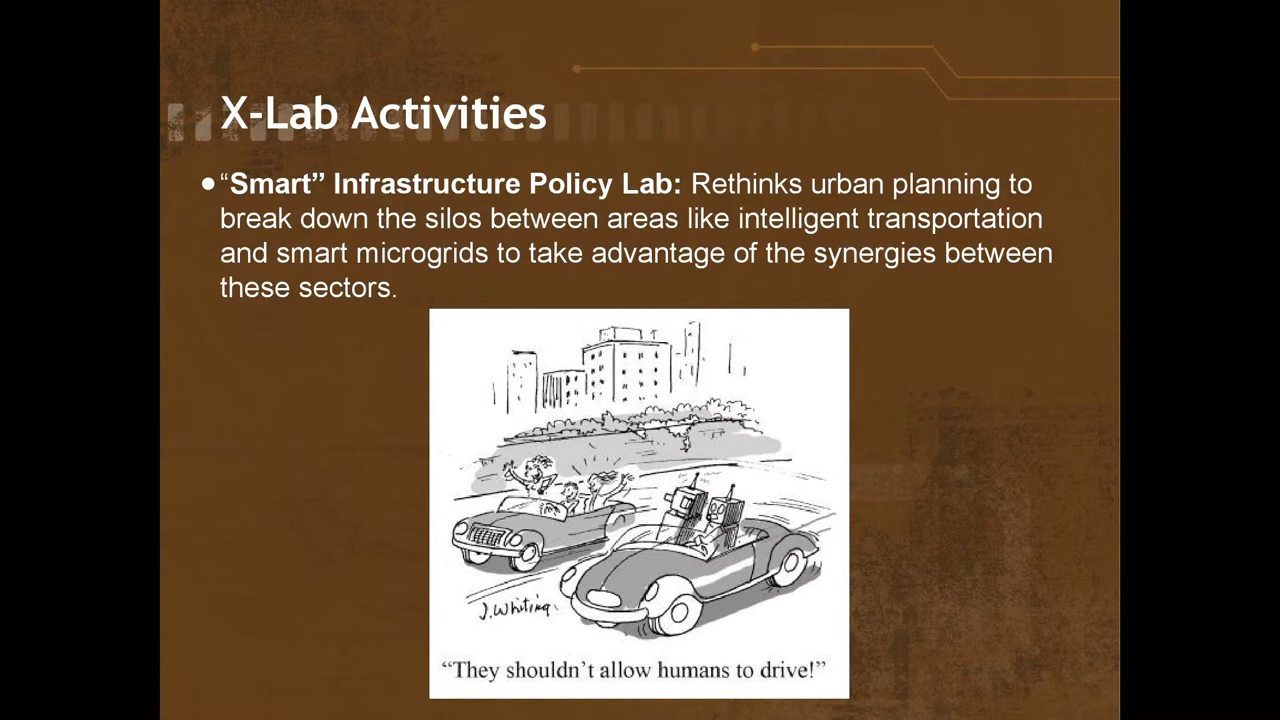 X-Lab Activities
●“Smart” Infrastructure Policy Lab: Rethinks urban planning to
break down the silos between areas like intelligent transportation
and smart microgrids to take advantage of the synergies between
these sectors.
J. Whiting.
“They shouldn’t allow humans to drive!”